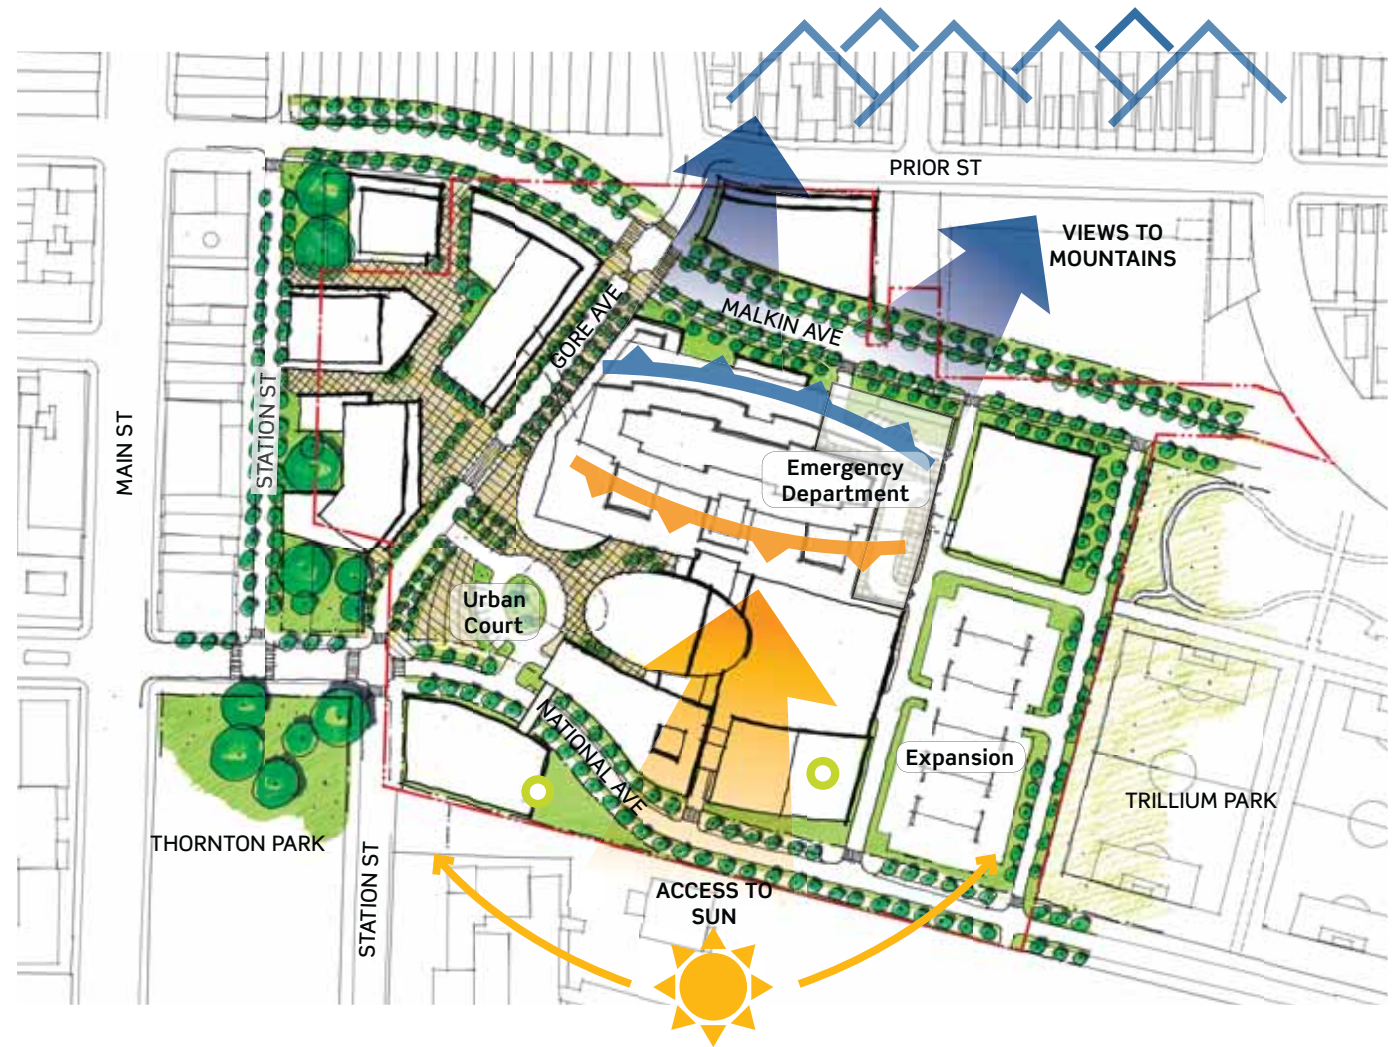 PRIOR ST
VIEWS TO
MOUNTAINS
GORE AVE
MALKIN AVE
STATION ST
MAIN ST
Emergency
Department
Urban
Court
NATIONAL AVE
Expansion
TRILLIUM PARK
THORNTON PARK
STATION ST
ACCESS TO
SUN